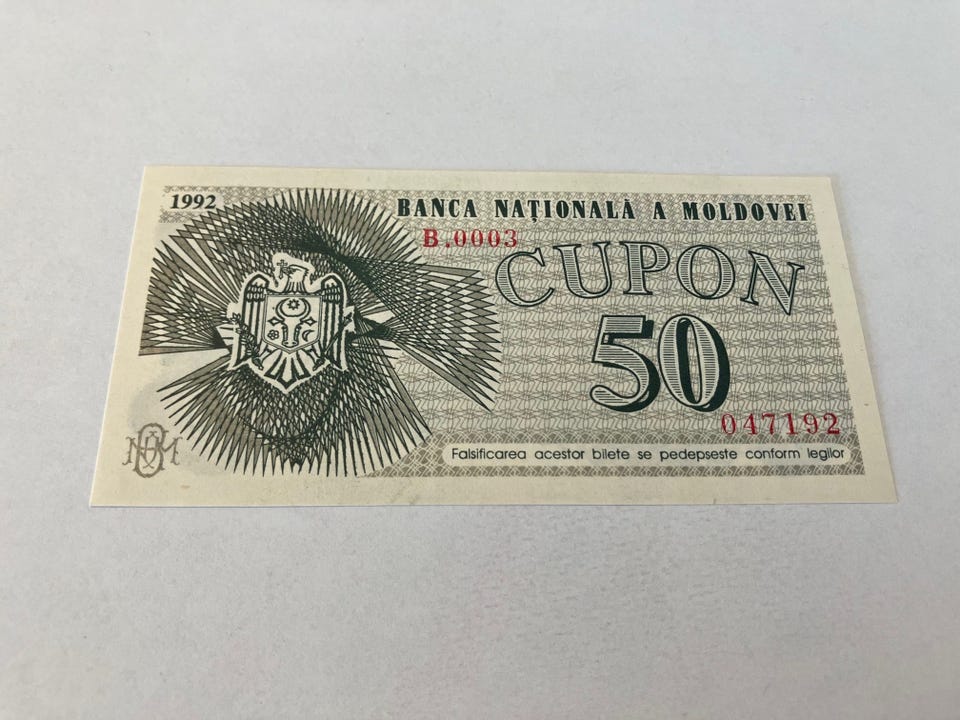 1992
BANCA NAȚIONALĂ A MOLDOVEI
B.0003
CUPON
50
047192
Falsificarea acestor bilete se pedepseste conform legilor